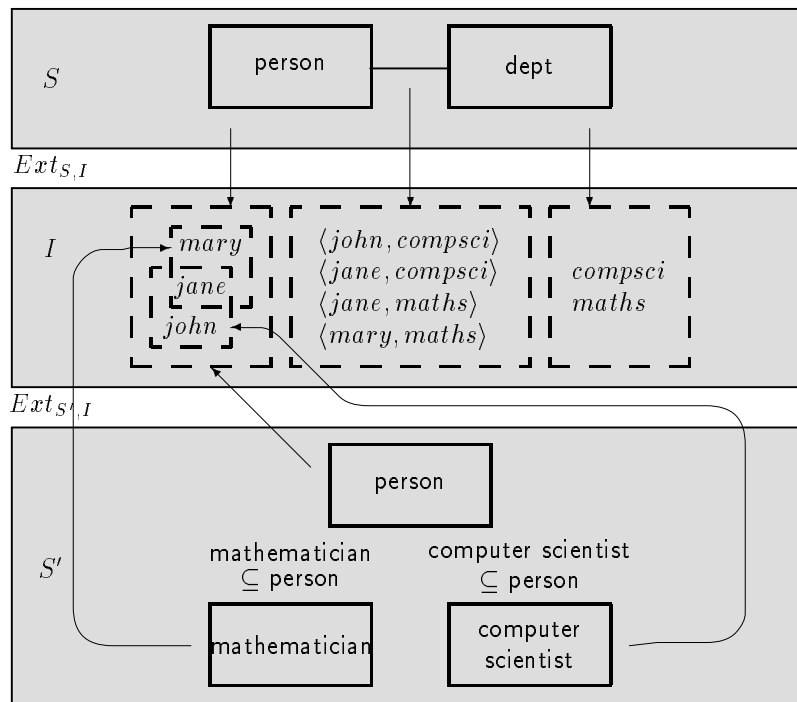 person
dept
S
Ext_{S,I}
I
mary
jane
john
⟨john, compsci⟩
⟨jane, compsci⟩
⟨jane, maths⟩
⟨mary, maths⟩
compsci
maths
Ext_{S′,I}
person
mathematician
⊆ person
computer scientist
⊆ person
S′
mathematician
computer
scientist